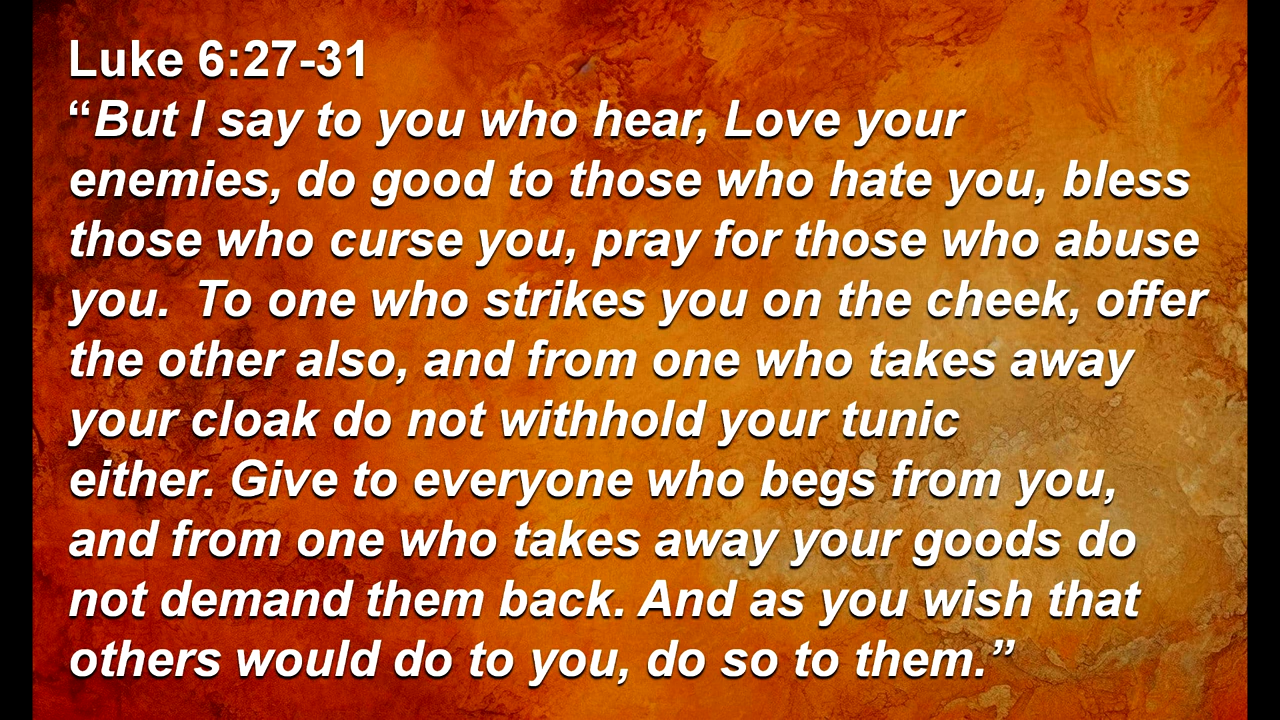 Luke 6:27-31
“But I say to you who hear, Love your
enemies, do good to those who hate you, bless
those who curse you, pray for those who abuse
you.  To one who strikes you on the cheek, offer
the other also, and from one who takes away
your cloak do not withhold your tunic
either. Give to everyone who begs from you,
and from one who takes away your goods do
not demand them back. And as you wish that
others would do to you, do so to them.”